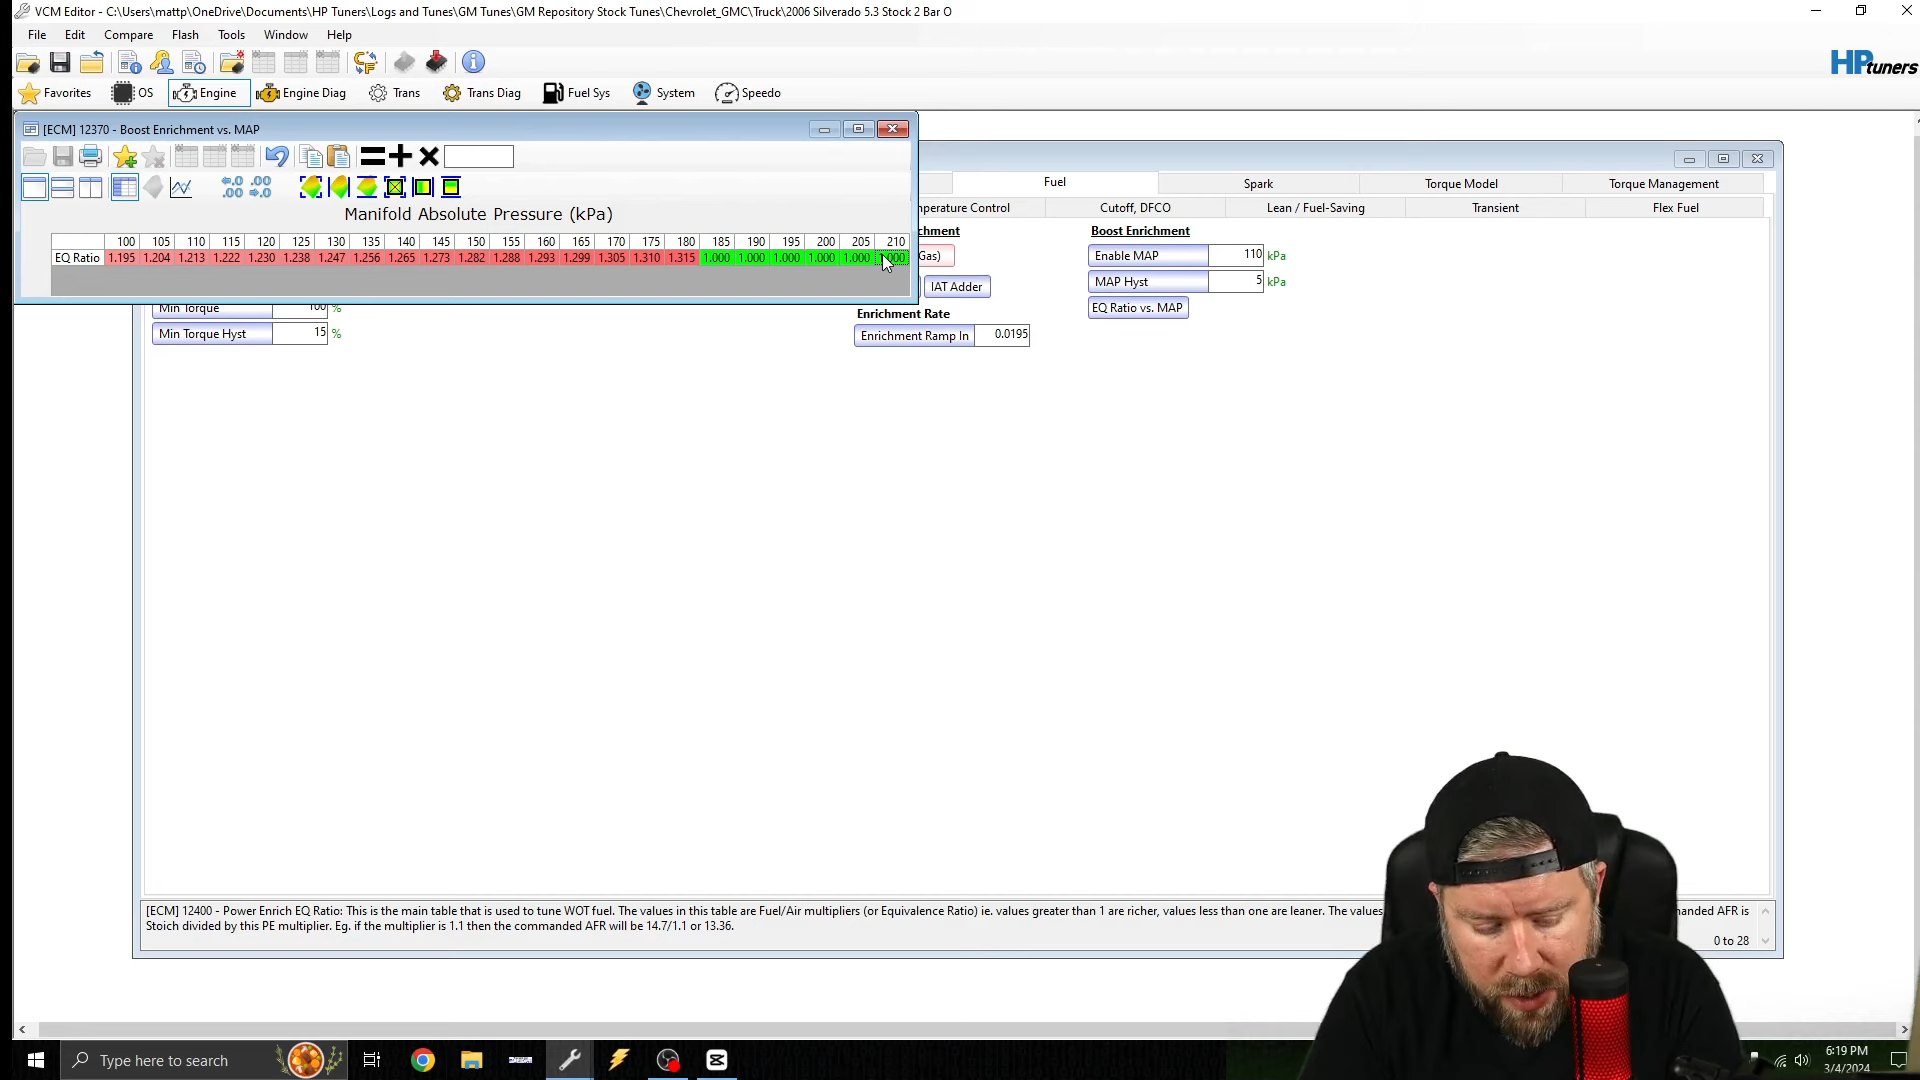 VCM Editor - C:\Users\mattp\OneDrive\Documents\HP Tuners\Logs and Tunes\GM Tunes\GM Repository Stock Tunes\Chevrolet_GMC\Truck\2006 Silverado 5.3 Stock 2 Bar O
File Edit Compare Flash Tools Window Help
HP tuners
Favorites OS Engine Engine Diag Trans Trans Diag Fuel Sys System Speedo
[ECM] 12370 - Boost Enrichment vs. MAP
Fuel Spark Torque Model Torque Management
Manifold Absolute Pressure (kPa)
perature Control Cutoff, DFCO Lean / Fuel-Saving Transient Flex Fuel
100 105 110 115 120 125 130 135 140 145 150 155 160 165 170 175 180 185 190 195 200 205 210
EQ Ratio 1.195 1.204 1.213 1.222 1.230 1.238 1.247 1.256 1.265 1.273 1.282 1.288 1.293 1.299 1.305 1.310 1.315 1.000 1.000 1.000 1.000 1.000
chment Boost Enrichment
Gas) Enable MAP 110 kPa
IAT Adder MAP Hyst 5 kPa
Min Torque 100 % EQ Ratio vs. MAP
Enrichment Rate
Min Torque Hyst 15 % Enrichment Ramp In 0.0195
[ECM] 12400 - Power Enrich EQ Ratio: This is the main table that is used to tune WOT fuel. The values in this table are Fuel/Air multipliers (or Equivalence Ratio) ie. values greater than 1 are richer, values less than one are leaner. The values manded AFR is
Stoich divided by this PE multiplier. Eg. if the multiplier is 1.1 then the commanded AFR will be 14.7/1.1 or 13.36.
0 to 28
Type here to search
6:19 PM
3/4/2024